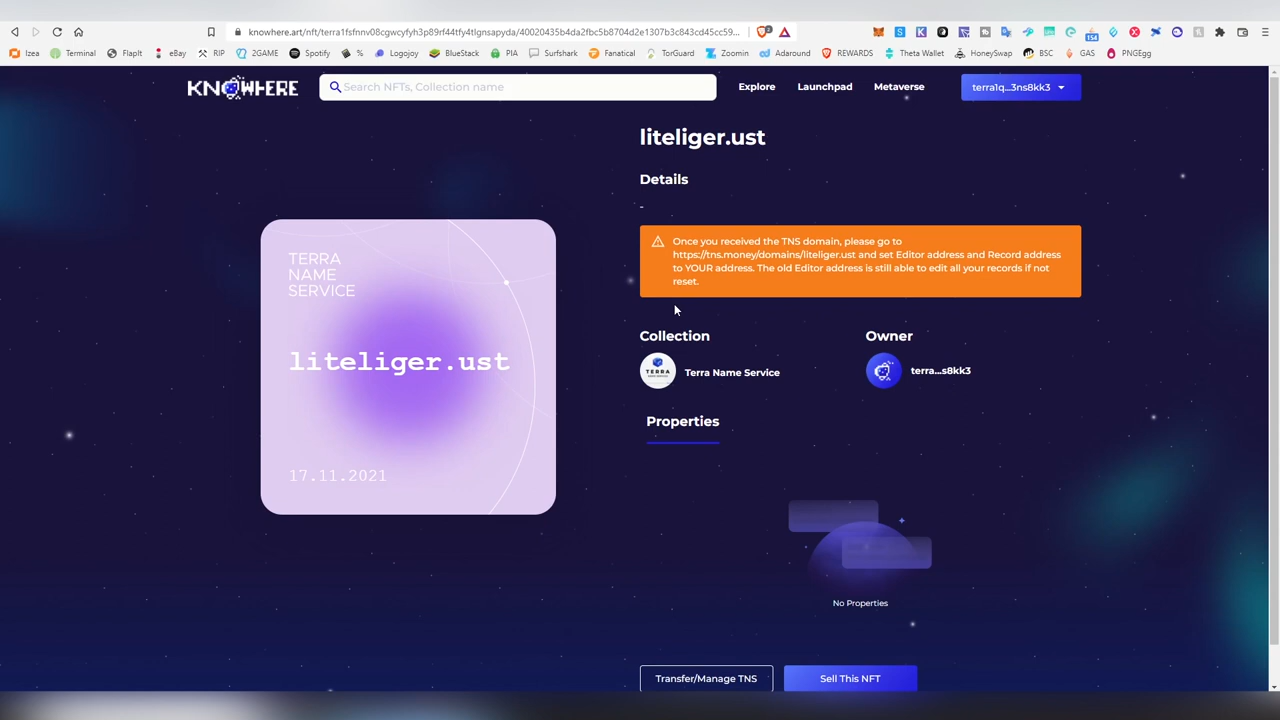 knowhere.art/nft/terra1fsfnnv08cgwcyfyh3p89rf44tfy4tlgnsapyda/40020435b4da2fbc5b8704d2e1307b3c843cd45cc59...
Izea
Terminal
FlapIt
eBay
RIP
2GAME
Spotify
%
Logger
BlueStack
PIA
Surfshark
Fanatical
TorGuard
Zoomin
Adaround
REWARDS
Theta Wallet
HoneySwap
BSC
GAS
PNGEgg
KNOWHERE
Search NFTs, Collection name
Explore
Launchpad
Metaverse
terra1q...3ns8kk3
liteliger.ust
Details
-
Once you received the TNS domain, please go to
https://tns.money/domains/liteliger.ust and set Editor address and Record address
to YOUR address. The old Editor address is still able to edit all your records if not
reset.
TERRA
NAME
SERVICE
liteliger.ust
17.11.2021
Collection
Owner
TERRA
Terra Name Service
terra...s8kk3
Properties
No Properties
Transfer/Manage TNS
Sell This NFT